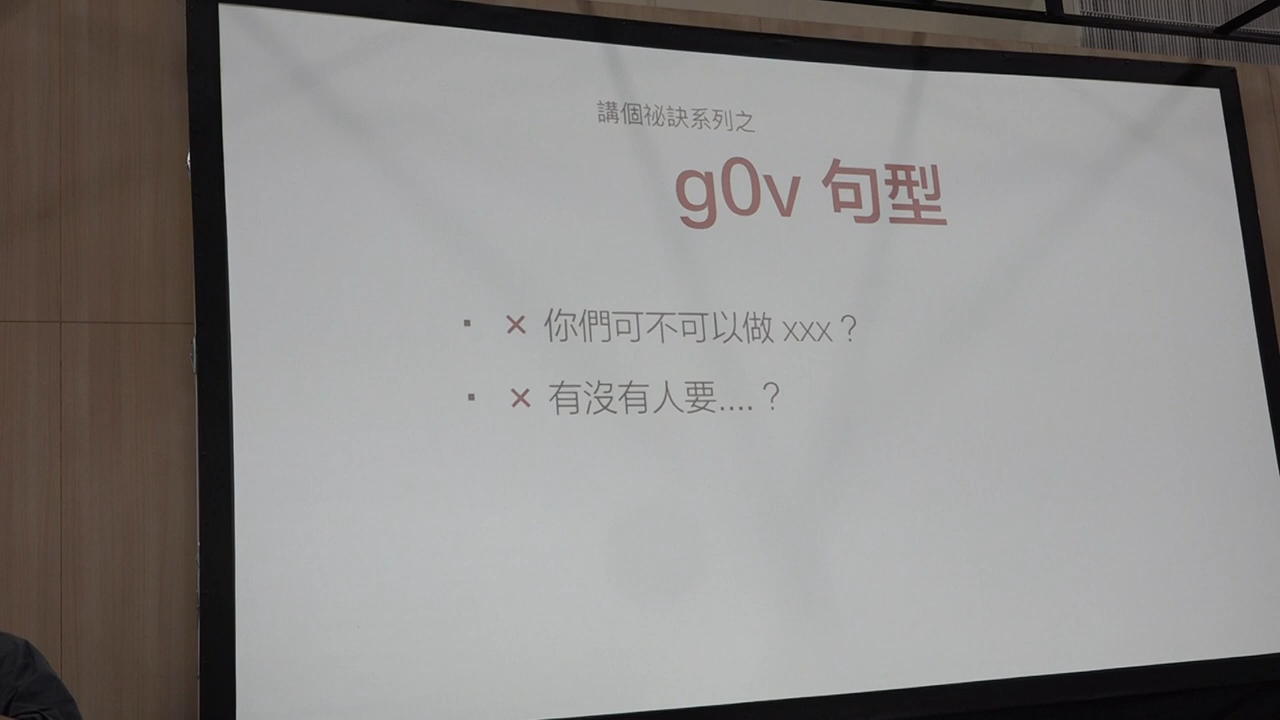 講個祕訣系列之
g0v 句型
▪ × 你們可不可以做 xxx？
▪ × 有沒有人要....？